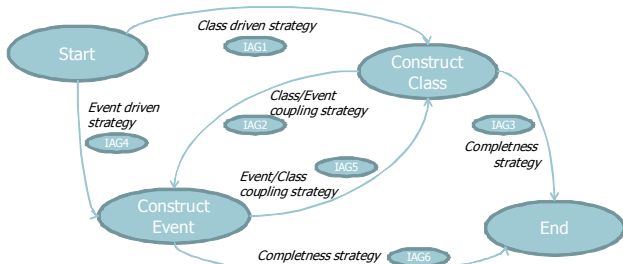 Class driven strategy
IAG1
Start
Construct
Class
Event driven
strategy
IAG4
Class/Event
coupling strategy
IAG2
IAG3
Completness
strategy
Event/Class
coupling strategy
IAG5
Construct
Event
End
Completness strategy
IAG6